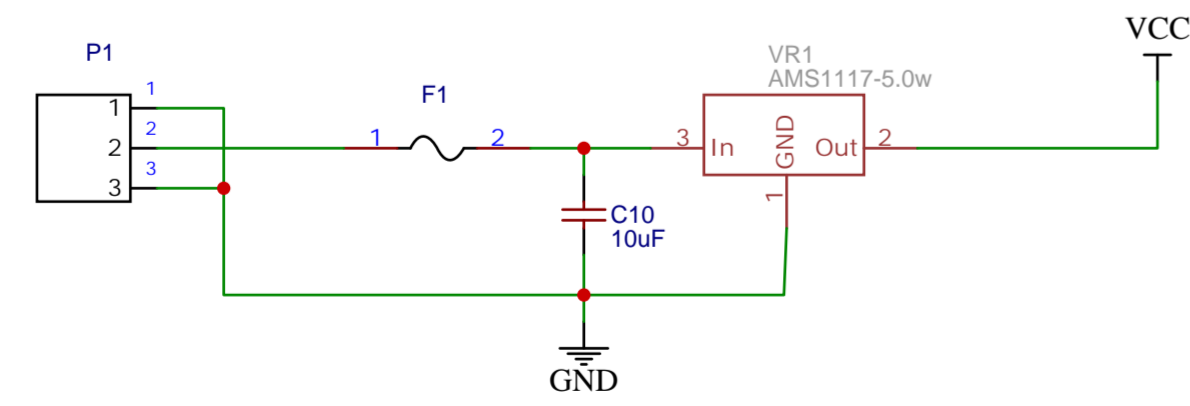 VCC
P1
VR1
AMS1117-5.0w
1
1
F1
2
2
1
2
3
In
GND
Out
2
3
3
1
C10
10uF
GND